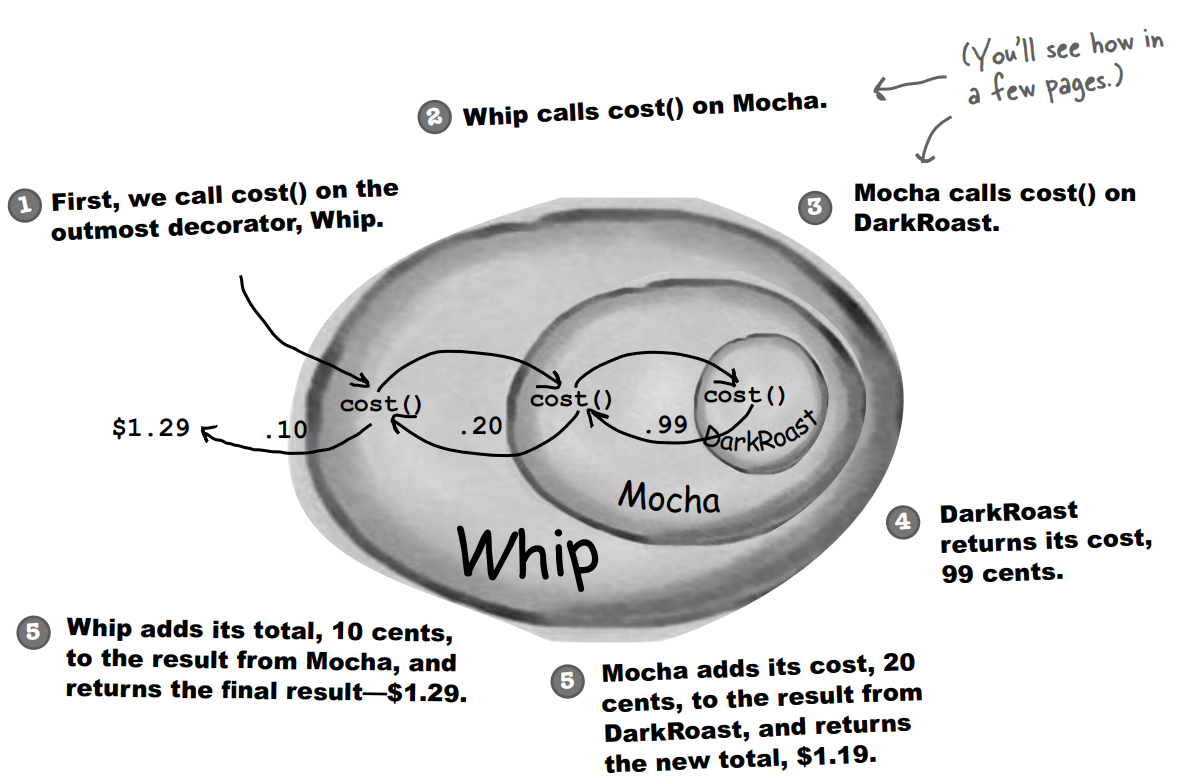 (You'll see how in
a few pages.)
2 Whip calls cost() on Mocha.
1 First, we call cost() on the
outmost decorator, Whip.
3 Mocha calls cost() on
DarkRoast.
cost()
cost()
cost()
$1.29
.10
.20
.99
DarkRoast
Mocha
Whip
4 DarkRoast
returns its cost,
99 cents.
5 Whip adds its total, 10 cents,
to the result from Mocha, and
returns the final result—$1.29.
5 Mocha adds its cost, 20
cents, to the result from
DarkRoast, and returns
the new total, $1.19.